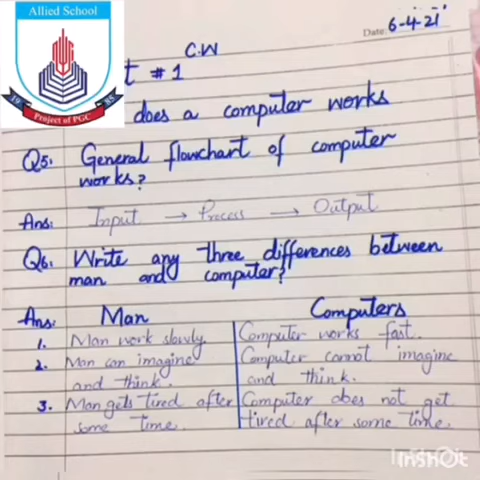 Allied School
19 85
Project of PGC
Date: 6-4-21
C.W
t # 1
does a computer works
Q5: General flowchart of computer
works?
Ans: Input → Process → Output
Q6. Write any three differences between
man and computer?
Ans: Man Computers
1. Man work slowly. Computer works fast.
2. Man can imagine Computer cannot imagine
and think. and think.
3. Man gets tired after Computer does not get
some time. tired after some time.
InShOt